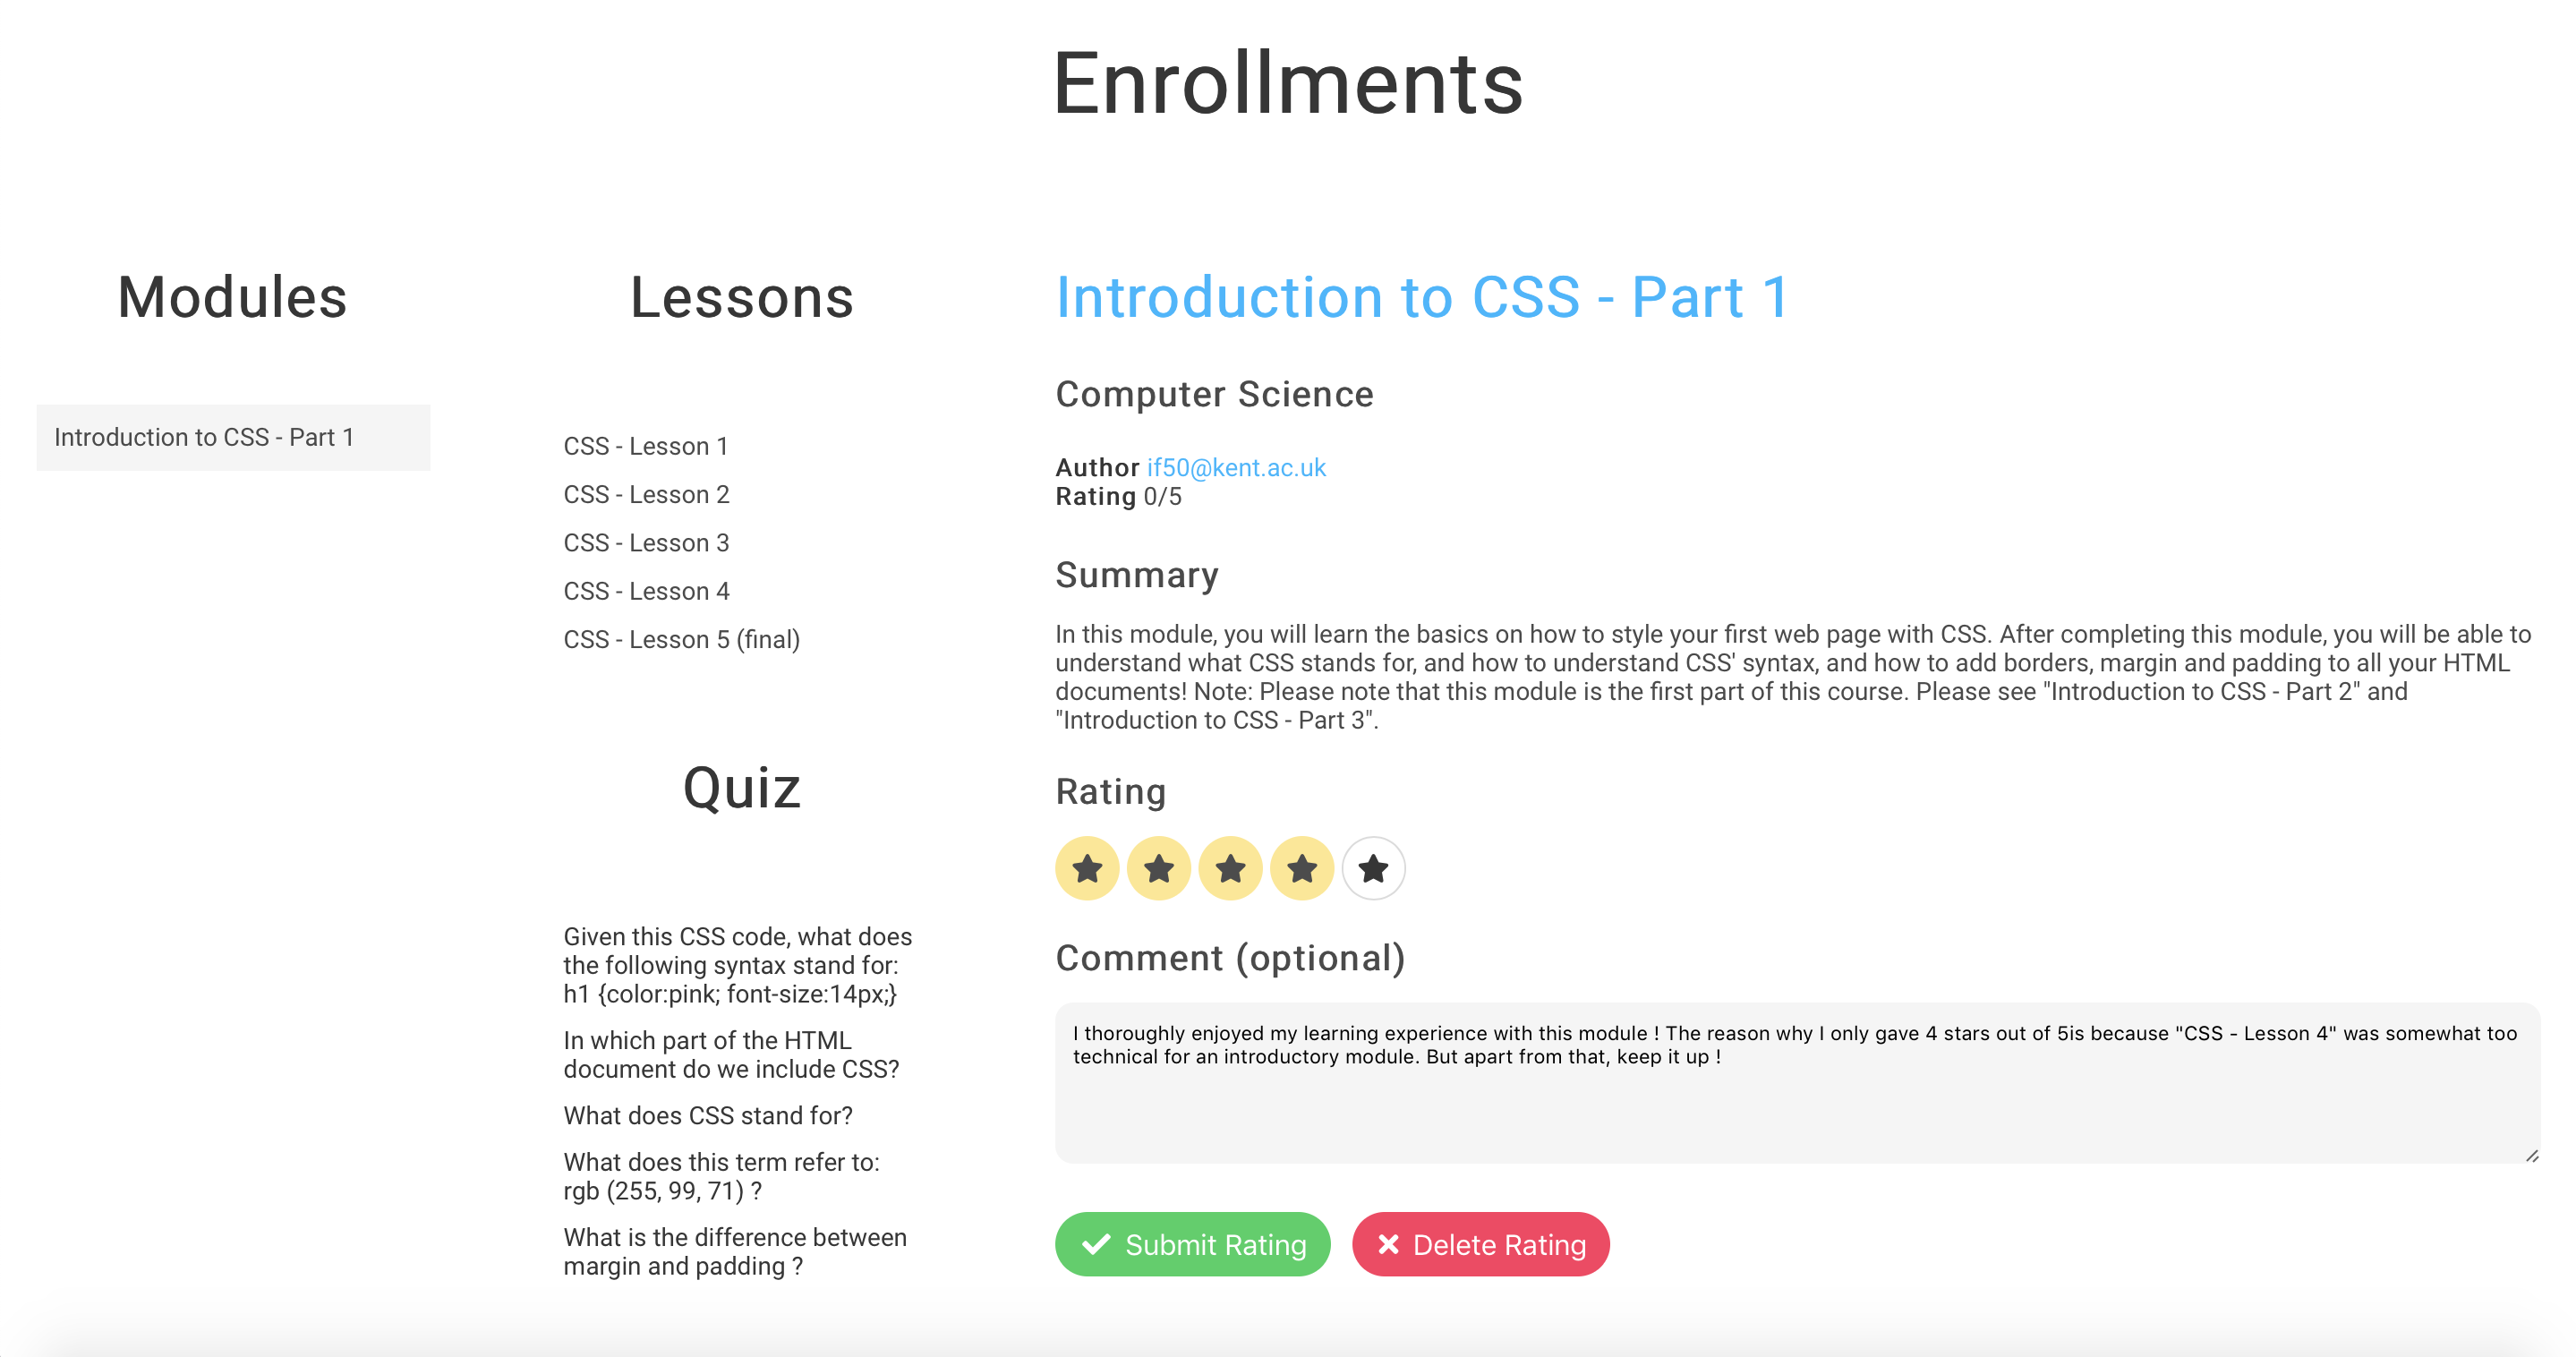 Enrollments
Modules
Introduction to CSS - Part 1
Lessons
CSS - Lesson 1
CSS - Lesson 2
CSS - Lesson 3
CSS - Lesson 4
CSS - Lesson 5 (final)
Quiz
Given this CSS code, what does
the following syntax stand for:
h1 {color:pink; font-size:14px;}
In which part of the HTML
document do we include CSS?
What does CSS stand for?
What does this term refer to:
rgb (255, 99, 71) ?
What is the difference between
margin and padding ?
Introduction to CSS - Part 1
Computer Science
Author if50@kent.ac.uk
Rating 0/5
Summary
In this module, you will learn the basics on how to style your first web page with CSS. After completing this module, you will be able to
understand what CSS stands for, and how to understand CSS' syntax, and how to add borders, margin and padding to all your HTML
documents! Note: Please note that this module is the first part of this course. Please see "Introduction to CSS - Part 2" and
"Introduction to CSS - Part 3".
Rating
Comment (optional)
I thoroughly enjoyed my learning experience with this module ! The reason why I only gave 4 stars out of 5is because "CSS - Lesson 4" was somewhat too
technical for an introductory module. But apart from that, keep it up !
Submit Rating
Delete Rating